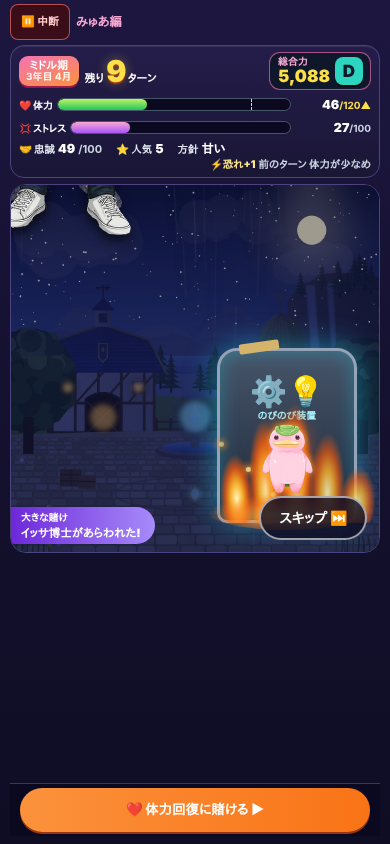 中断 みゅあ編
ミドル期
3年目 4月
残り9ターン
総合力
5,088 D
体力 46/120▲
ストレス 27/100
忠誠 49 /100 人気 5 方針 甘い
⚡恐れ+1 前のターン 体力が少なめ
のびのび装置
大きな賭け
イッサ博士があらわれた!
スキップ
体力回復に賭ける ▶